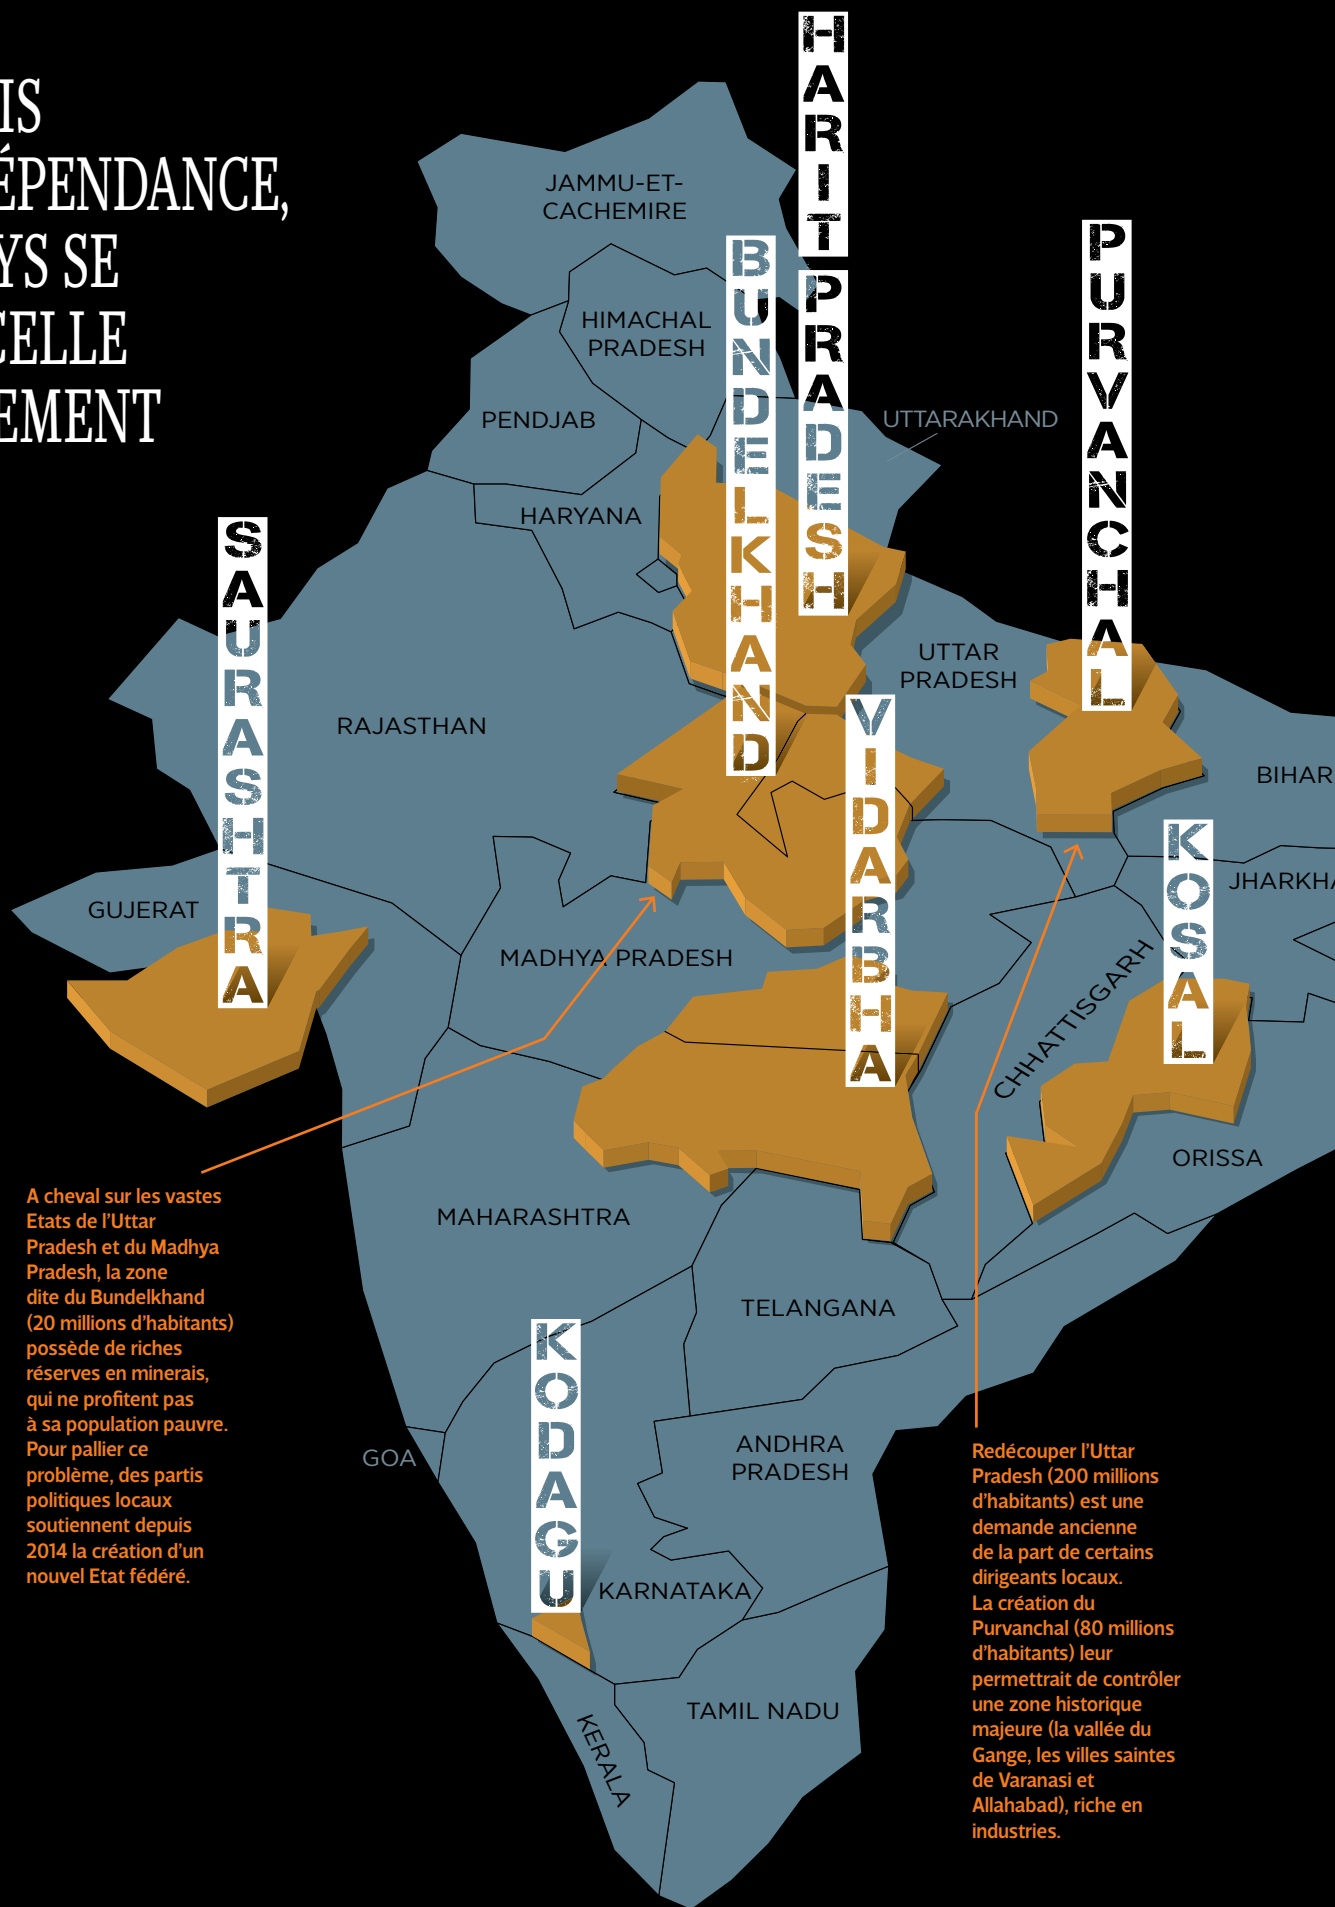 IS
ÉPENDANCE,
YS SE
CELLE
EMENT
HARIT PRADESH
BUNDELKHAND
PURVANCHAL
SAURASHTRA
VIDARBHA
KOSAL
KODAGU
JAMMU-ET-
CACHEMIRE
HIMACHAL
PRADESH
PENDJAB
UTTARAKHAND
HARYANA
UTTAR
PRADESH
RAJASTHAN
BIHAR
JHARKHA
GUJERAT
MADHYA PRADESH
CHHATTISGARH
ORISSA
MAHARASHTRA
TELANGANA
ANDHRA
PRADESH
GOA
KARNATAKA
TAMIL NADU
KERALA
A cheval sur les vastes
Etats de l’Uttar
Pradesh et du Madhya
Pradesh, la zone
dite du Bundelkhand
(20 millions d’habitants)
possède de riches
réserves en minerais,
qui ne profitent pas
à sa population pauvre.
Pour pallier ce
problème, des partis
politiques locaux
soutiennent depuis
2014 la création d’un
nouvel Etat fédéré.
Redécouper l’Uttar
Pradesh (200 millions
d’habitants) est une
demande ancienne
de la part de certains
dirigeants locaux.
La création du
Purvanchal (80 millions
d’habitants) leur
permettrait de contrôler
une zone historique
majeure (la vallée du
Gange, les villes saintes
de Varanasi et
Allahabad), riche en
industries.